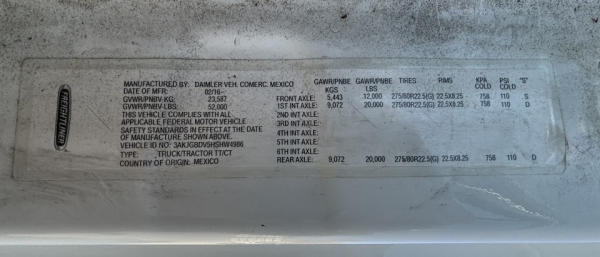 FREIGHTLINER
MANUFACTURED BY: DAIMLER VEH. COMERC. MEXICO
DATE OF MFR: 02/16
GVWR/PNBV-KG: 23,587
GVWR/PNBV-LBS: 52,000
THIS VEHICLE COMPLIES WITH ALL
APPLICABLE FEDERAL MOTOR VEHICLE
SAFETY STANDARDS IN EFFECT AT THE DATE
OF MANUFACTURE SHOWN ABOVE.
VEHICLE ID NO: 3AKJGBDV5HSHW4986
TYPE: TRUCK/TRACTOR TT/CT
COUNTRY OF ORIGIN: MEXICO
GAWR/PNBE KGS GAWR/PNBE LBS TIRES RIMS KPA COLD PSI COLD "S"
FRONT AXLE: 5,443 12,000 275/80R22.5(G) 22.5X8.25 758 110 S
1ST INT AXLE: 9,072 20,000 275/80R22.5(G) 22.5X8.25 758 110 D
2ND INT AXLE:
3RD INT AXLE:
4TH INT AXLE:
5TH INT AXLE:
6TH INT AXLE:
REAR AXLE: 9,072 20,000 275/80R22.5(G) 22.5X8.25 758 110 D